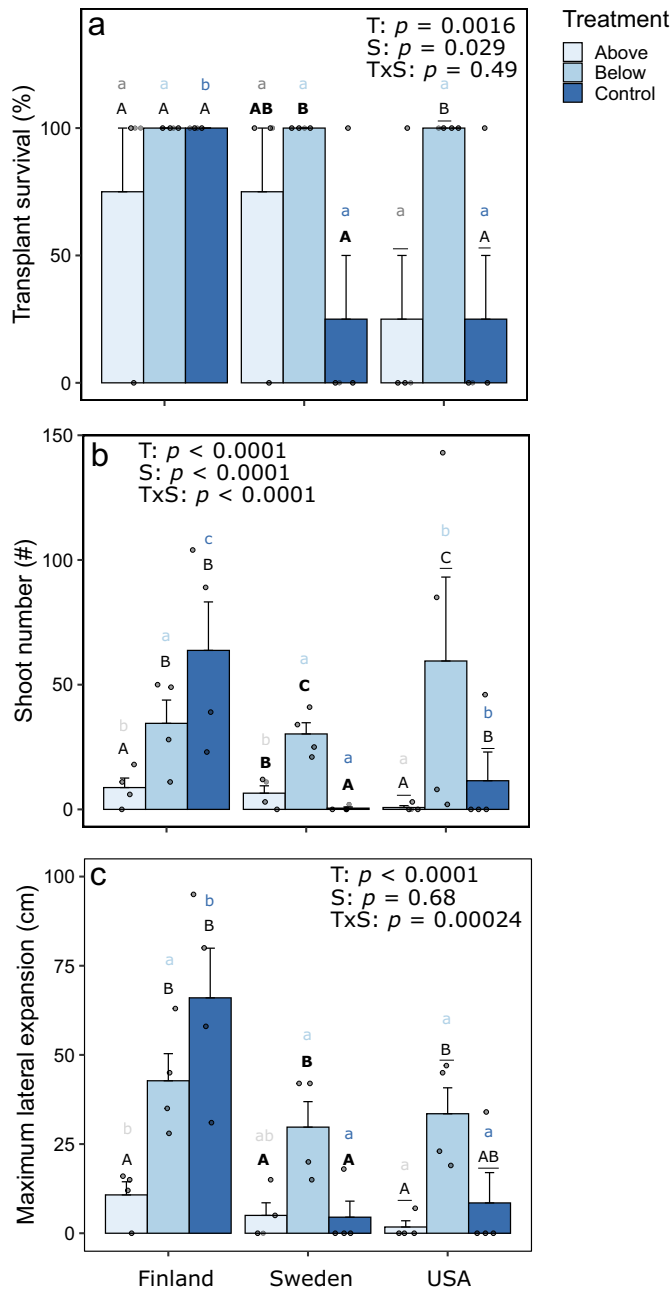 a
T: p = 0.0016
S: p = 0.029
TxS: p = 0.49
Treatment
Above
Below
Control
Transplant survival (%)
100
50
0
a a b a a a
A A A AB B B
a a
A A
a
b
T: p < 0.0001
S: p < 0.0001
TxS: p < 0.0001
Shoot number (#)
150
100
50
0
b a c b a a a b b
A B B B C A A C B
c
T: p < 0.0001
S: p = 0.68
TxS: p = 0.00024
Maximum lateral expansion (cm)
100
75
50
25
0
b a b ab a a a a a
A B B A B A A B AB
Finland Sweden USA